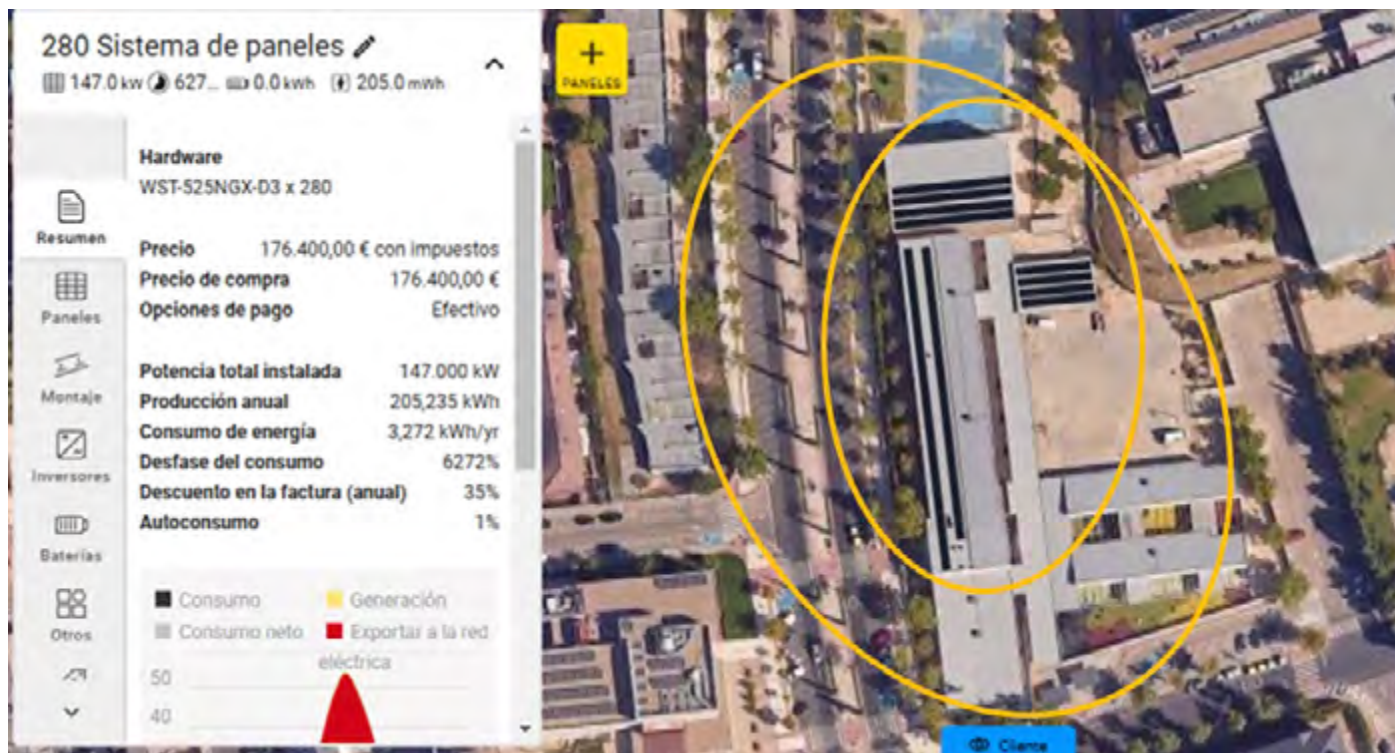 280 Sistema de paneles
147.0 kw 627... 0.0 kwh 205.0 mwh
+
PANELES
Resumen
Paneles
Montaje
Inversores
Baterías
Otros
Hardware
WST-525NGX-D3 x 280
Precio 176.400,00 € con impuestos
Precio de compra 176.400,00 €
Opciones de pago Efectivo
Potencia total instalada 147.000 kW
Producción anual 205,235 kWh
Consumo de energía 3,272 kWh/yr
Desfase del consumo 6272%
Descuento en la factura (anual) 35%
Autoconsumo 1%
Consumo Generación
Consumo neto Exportar a la red
eléctrica
50
40
Cliente